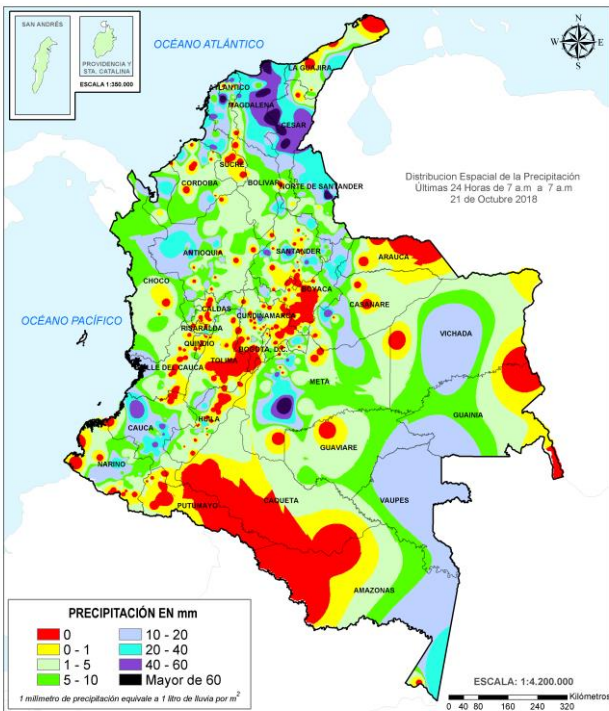 SAN ANDRÉS
PROVIDENCIA Y
STA. CATALINA
ESCALA 1:350.000
OCÉANO ATLÁNTICO
N
W E
S
LA GUAJIRA
ATLÁNTICO
MAGDALENA
CESAR
SUCRE
CORDOBA
BOLIVAR
NORTE DE SANTANDER
Distribucion Espacial de la Precipitación
Últimas 24 Horas de 7 a.m a 7 a.m
21 de Octubre 2018
ANTIOQUIA
SANTANDER
ARAUCA
CHOCO
BOYACA
CASANARE
OCÉANO PACÍFICO
CALDAS
CUNDINAMARCA
VICHADA
RISARALDA
QUINDIO
BOGOTA, D.C.
TOLIMA
VALLE DEL CAUCA
META
GUAINIA
CAUCA
HUILA
GUAVIARE
NARIÑO
VAUPES
CAQUETA
PUTUMAYO
AMAZONAS
PRECIPITACIÓN EN mm
0 10 - 20
0 - 1 20 - 40
1 - 5 40 - 60
5 - 10 Mayor de 60
1 milimetro de precipitación equivale a 1 litro de lluvia por m²
ESCALA: 1:4.200.000
Kilómetros
0 40 80 160 240 320